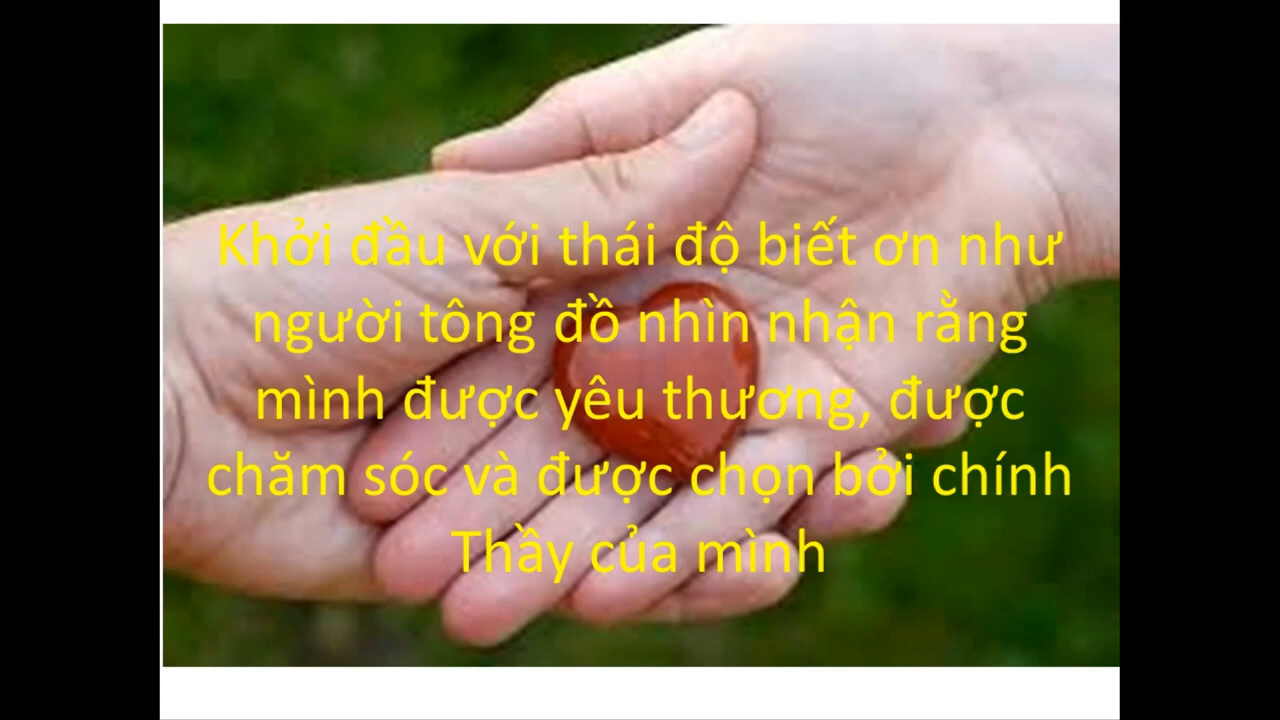 Khởi đầu với thái độ biết ơn như
người tông đồ nhìn nhận rằng
mình được yêu thương, được
chăm sóc và được chọn bởi chính
Thầy của mình